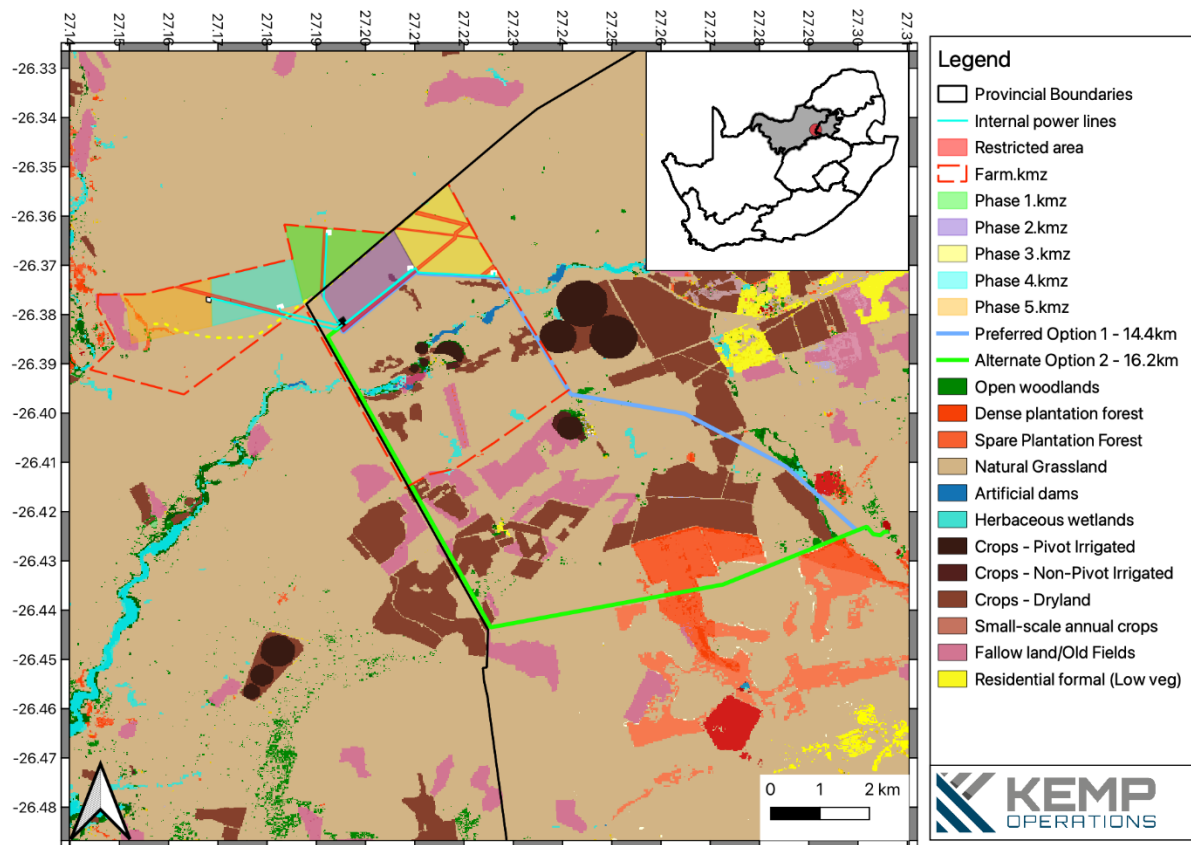 27.14
27.15
27.16
27.17
27.18
27.19
27.20
27.21
27.22
27.23
27.24
27.25
27.26
27.27
27.28
27.29
27.30
27.31
-26.33
-26.34
-26.35
-26.36
-26.37
-26.38
-26.39
-26.40
-26.41
-26.42
-26.43
-26.44
-26.45
-26.46
-26.47
-26.48
0 1 2 km
Legend
Provincial Boundaries
Internal power lines
Restricted area
Farm.kmz
Phase 1.kmz
Phase 2.kmz
Phase 3.kmz
Phase 4.kmz
Phase 5.kmz
Preferred Option 1 - 14.4km
Alternate Option 2 - 16.2km
Open woodlands
Dense plantation forest
Spare Plantation Forest
Natural Grassland
Artificial dams
Herbaceous wetlands
Crops - Pivot Irrigated
Crops - Non-Pivot Irrigated
Crops - Dryland
Small-scale annual crops
Fallow land/Old Fields
Residential formal (Low veg)
KEMP
OPERATIONS